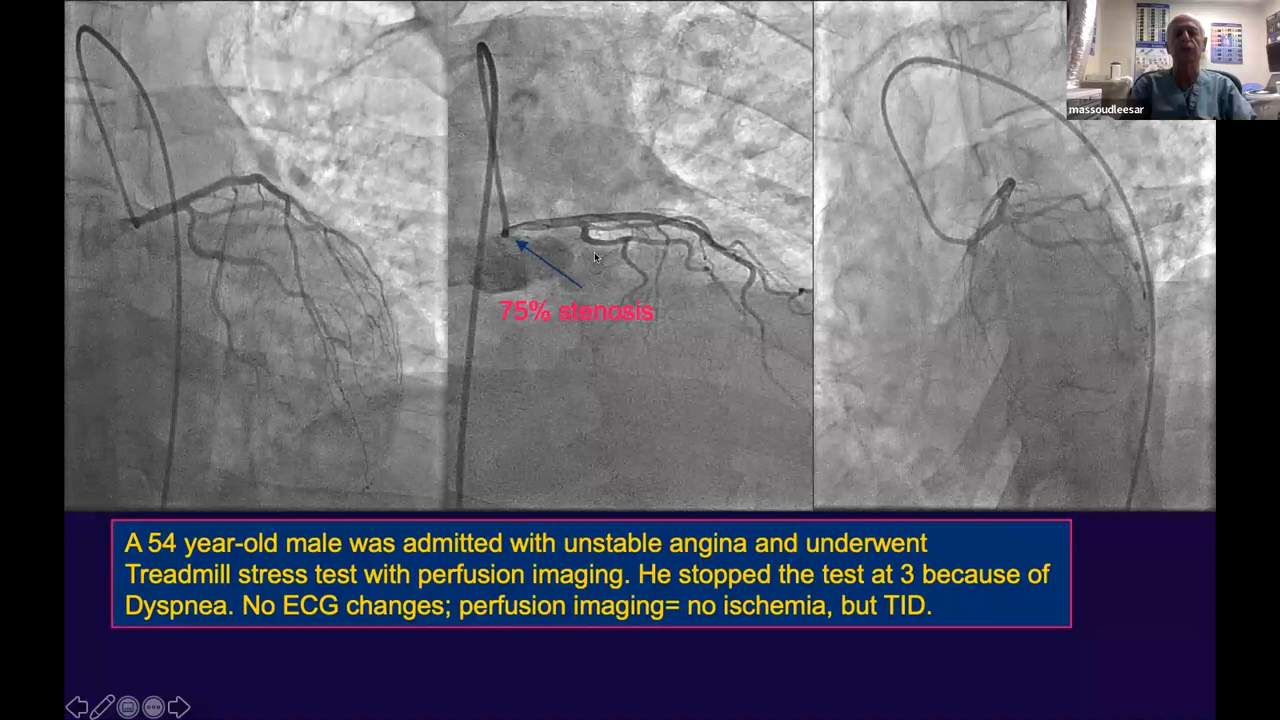 massoudleesar
75% stenosis
A 54 year-old male was admitted with unstable angina and underwent
Treadmill stress test with perfusion imaging. He stopped the test at 3 because of
Dyspnea. No ECG changes; perfusion imaging= no ischemia, but TID.